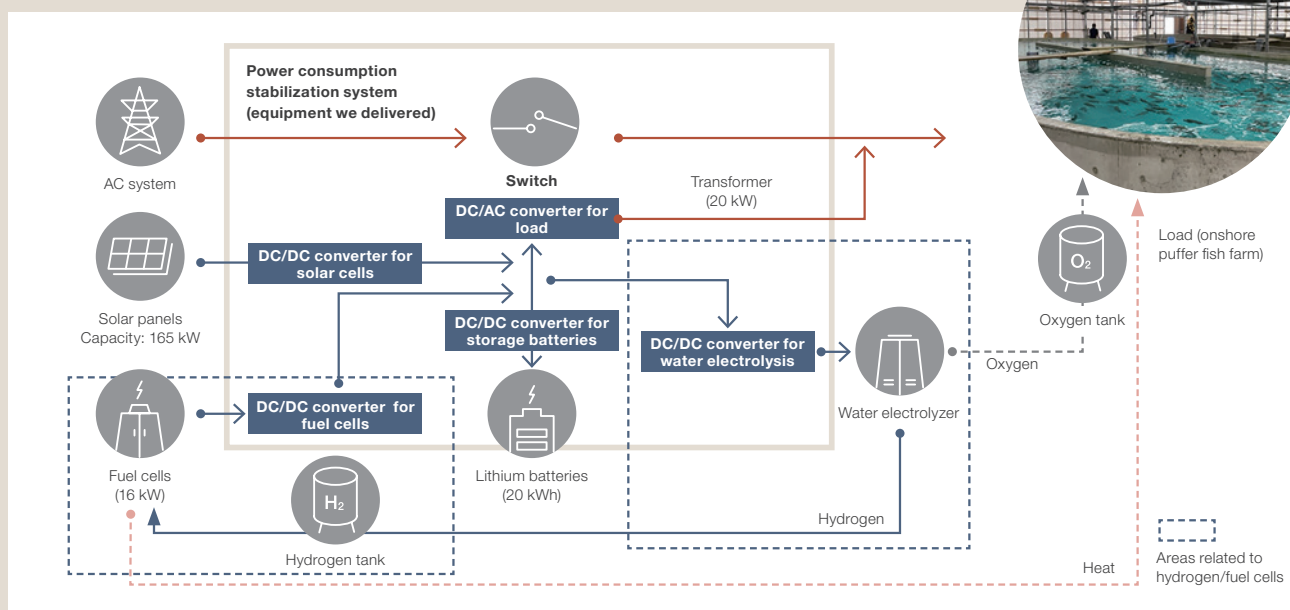 Power consumption
stabilization system
(equipment we delivered)
AC system
Switch
Transformer
(20 kW)
DC/AC converter for
load
DC/DC converter for
solar cells
Solar panels
Capacity: 165 kW
DC/DC converter for
storage batteries
DC/DC converter for
water electrolysis
O₂
Oxygen tank
Load (onshore
puffer fish farm)
Oxygen
Water electrolyzer
DC/DC converter for
fuel cells
Fuel cells
(16 kW)
H₂
Hydrogen tank
Lithium batteries
(20 kWh)
Hydrogen
Heat
Areas related to
hydrogen/fuel cells